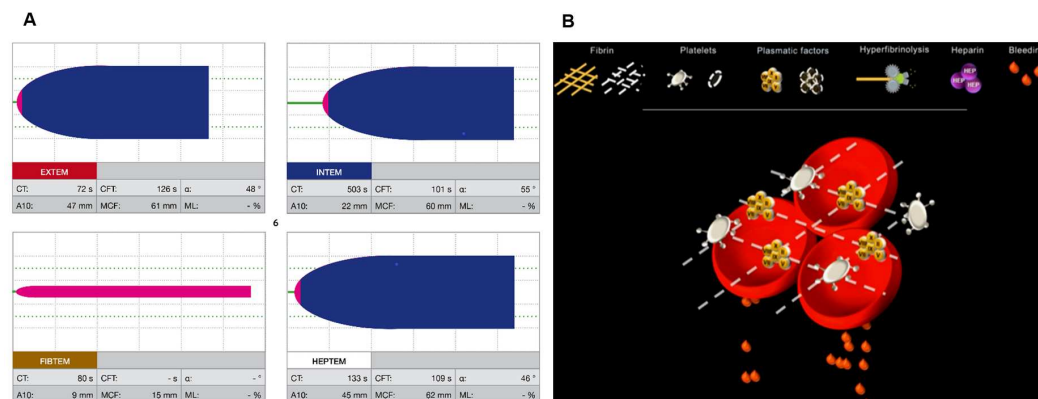 A
B
EXTEM
CT: 72 s CFT: 126 s α: 48 °
A10: 47 mm MCF: 61 mm ML: - %
INTEM
CT: 503 s CFT: 101 s α: 55 °
A10: 22 mm MCF: 60 mm ML: - %
6
FIBTEM
CT: 80 s CFT: - s α: - °
A10: 9 mm MCF: 15 mm ML: - %
HEPTEM
CT: 133 s CFT: 109 s α: 46 °
A10: 45 mm MCF: 62 mm ML: - %
Fibrin Platelets Plasmatic factors Hyperfibrinolysis Heparin Bleedin
HEP
HEP HEP